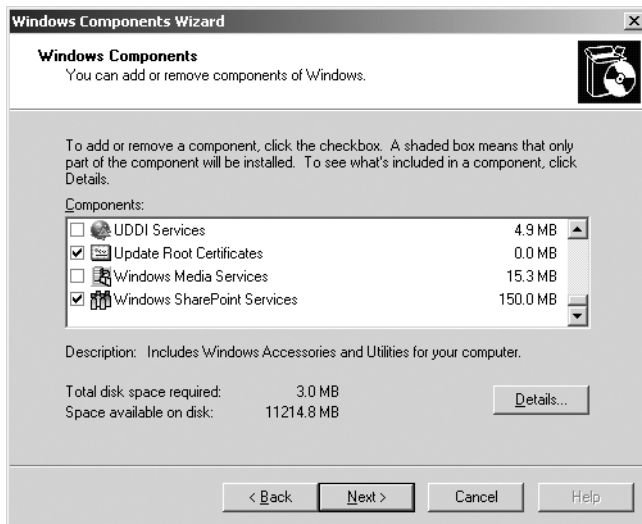 Windows Components Wizard
Windows Components
You can add or remove components of Windows.
To add or remove a component, click the checkbox. A shaded box means that only
part of the component will be installed. To see what's included in a component, click
Details.
Components:
UDDI Services 4.9 MB
Update Root Certificates 0.0 MB
Windows Media Services 15.3 MB
Windows SharePoint Services 150.0 MB
Description: Includes Windows Accessories and Utilities for your computer.
Total disk space required: 3.0 MB
Space available on disk: 11214.8 MB
Details...
< Back Next > Cancel Help